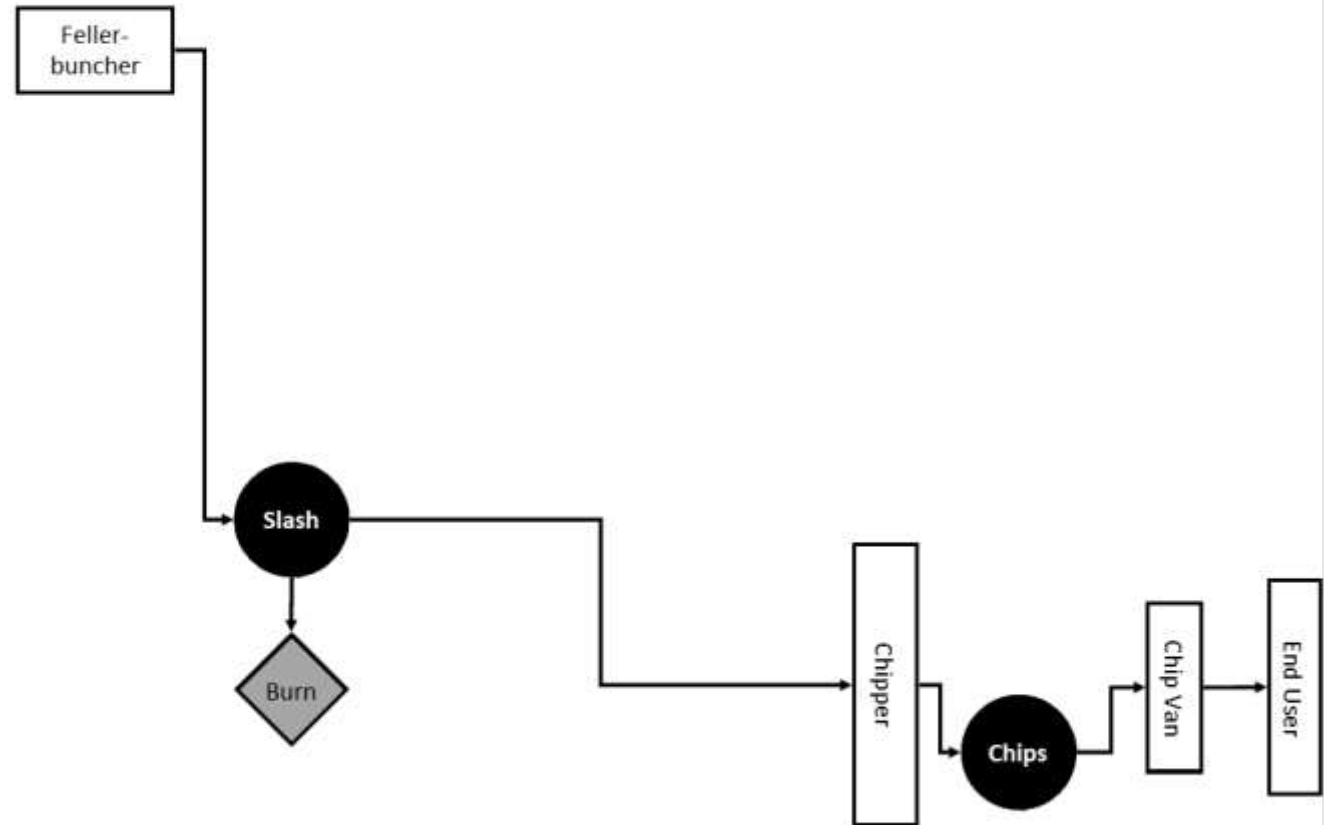 Feller-
buncher
Slash
Burn
Chipper
Chips
Chip Van
End User